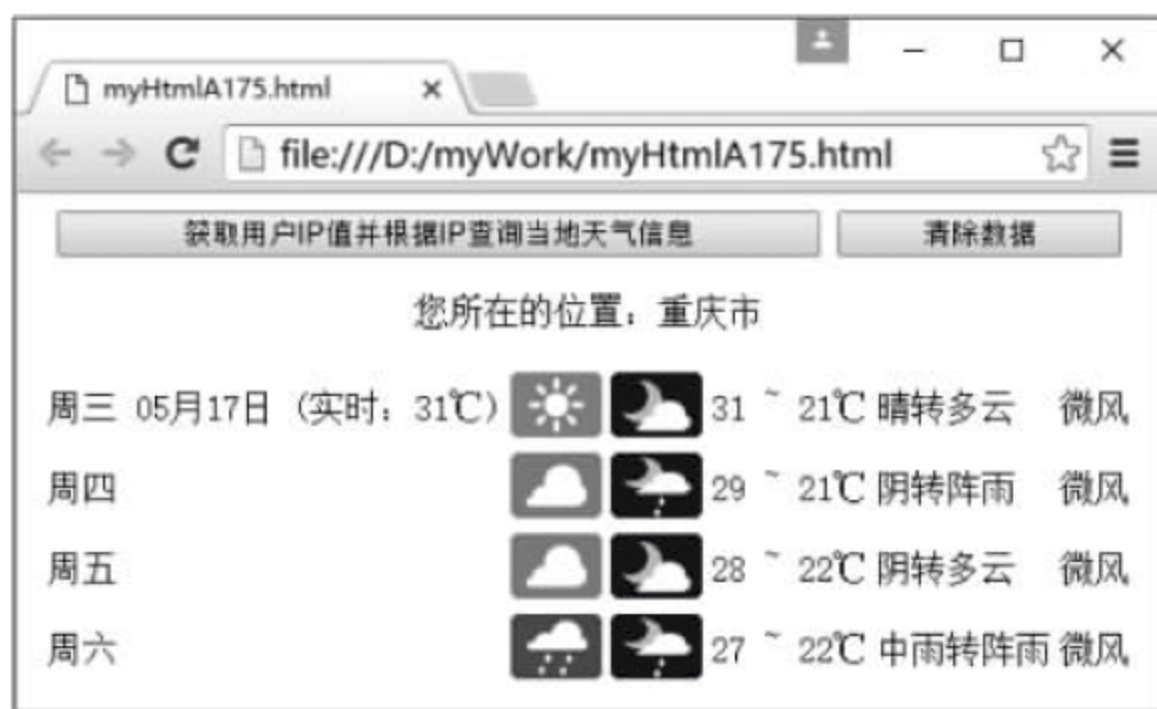 myHtmlA175.html
file:///D:/myWork/myHtmlA175.html
获取用户IP值并根据IP查询当地天气信息 清除数据
您所在的位置：重庆市
周三 05月17日 (实时：31℃) 31 ~ 21℃ 晴转多云 微风
周四 29 ~ 21℃ 阴转阵雨 微风
周五 28 ~ 22℃ 阴转多云 微风
周六 27 ~ 22℃ 中雨转阵雨 微风